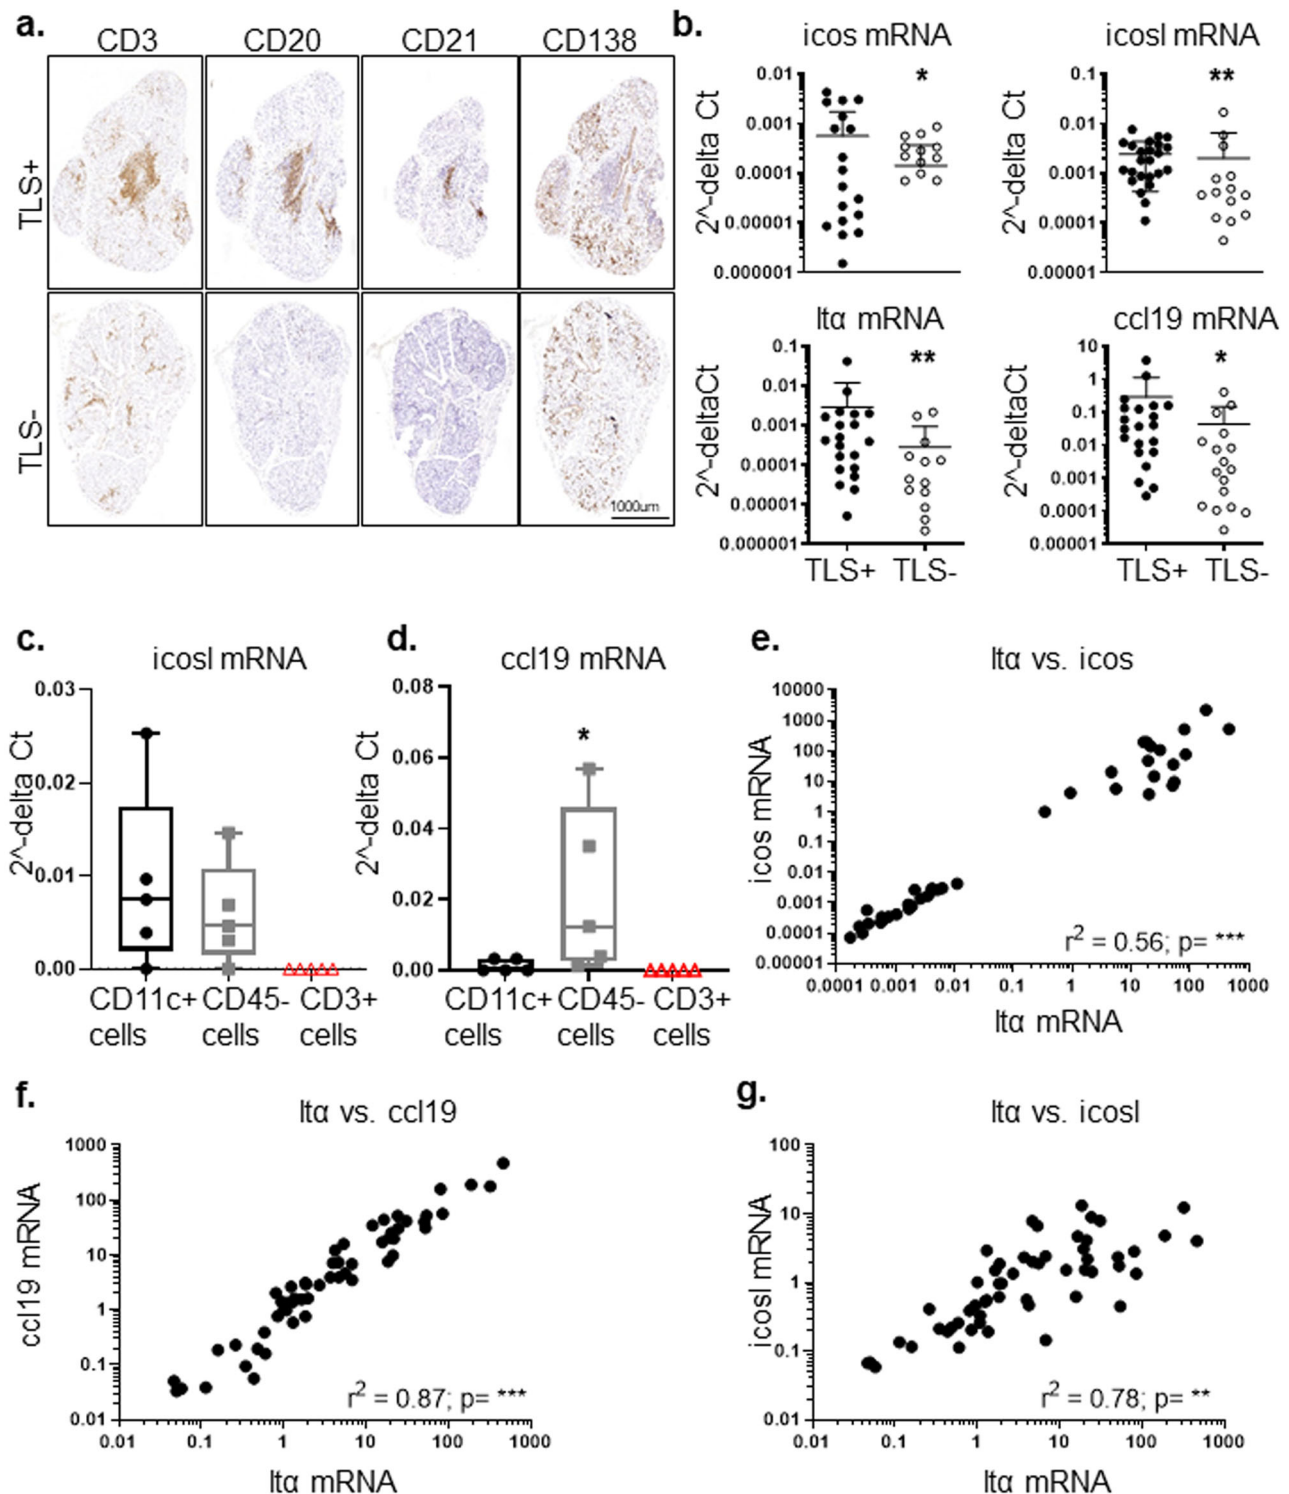 a.
CD3 CD20 CD21 CD138
TLS+
TLS-
1000um
b.
icos mRNA
*
2^-delta Ct
0.01
0.001
0.0001
0.00001
0.000001
icosl mRNA
**
2^-delta Ct
0.1
0.01
0.001
0.0001
0.00001
ltα mRNA
**
2^-deltaCt
0.1
0.01
0.001
0.0001
0.00001
0.000001
TLS+ TLS-
ccl19 mRNA
*
2^-deltaCt
10
1
0.1
0.01
0.001
0.0001
0.00001
TLS+ TLS-
c.
icosl mRNA
2^-delta Ct
0.03
0.02
0.01
0.00
CD11c+ CD45- CD3+
cells cells cells
d.
ccl19 mRNA
*
2^-delta Ct
0.08
0.06
0.04
0.02
0.00
CD11c+ CD45- CD3+
cells cells cells
e.
ltα vs. icos
icos mRNA
10000
1000
100
10
1
0.1
0.01
0.001
0.0001
0.00001
r2 = 0.56; p= ***
0.0001 0.001 0.01 0.1 1 10 100 1000
ltα mRNA
f.
ltα vs. ccl19
ccl19 mRNA
1000
100
10
1
0.1
0.01
r2 = 0.87; p= ***
0.01 0.1 1 10 100 1000
ltα mRNA
g.
ltα vs. icosl
icosl mRNA
100
10
1
0.1
0.01
r2 = 0.78; p= **
0.01 0.1 1 10 100 1000
ltα mRNA